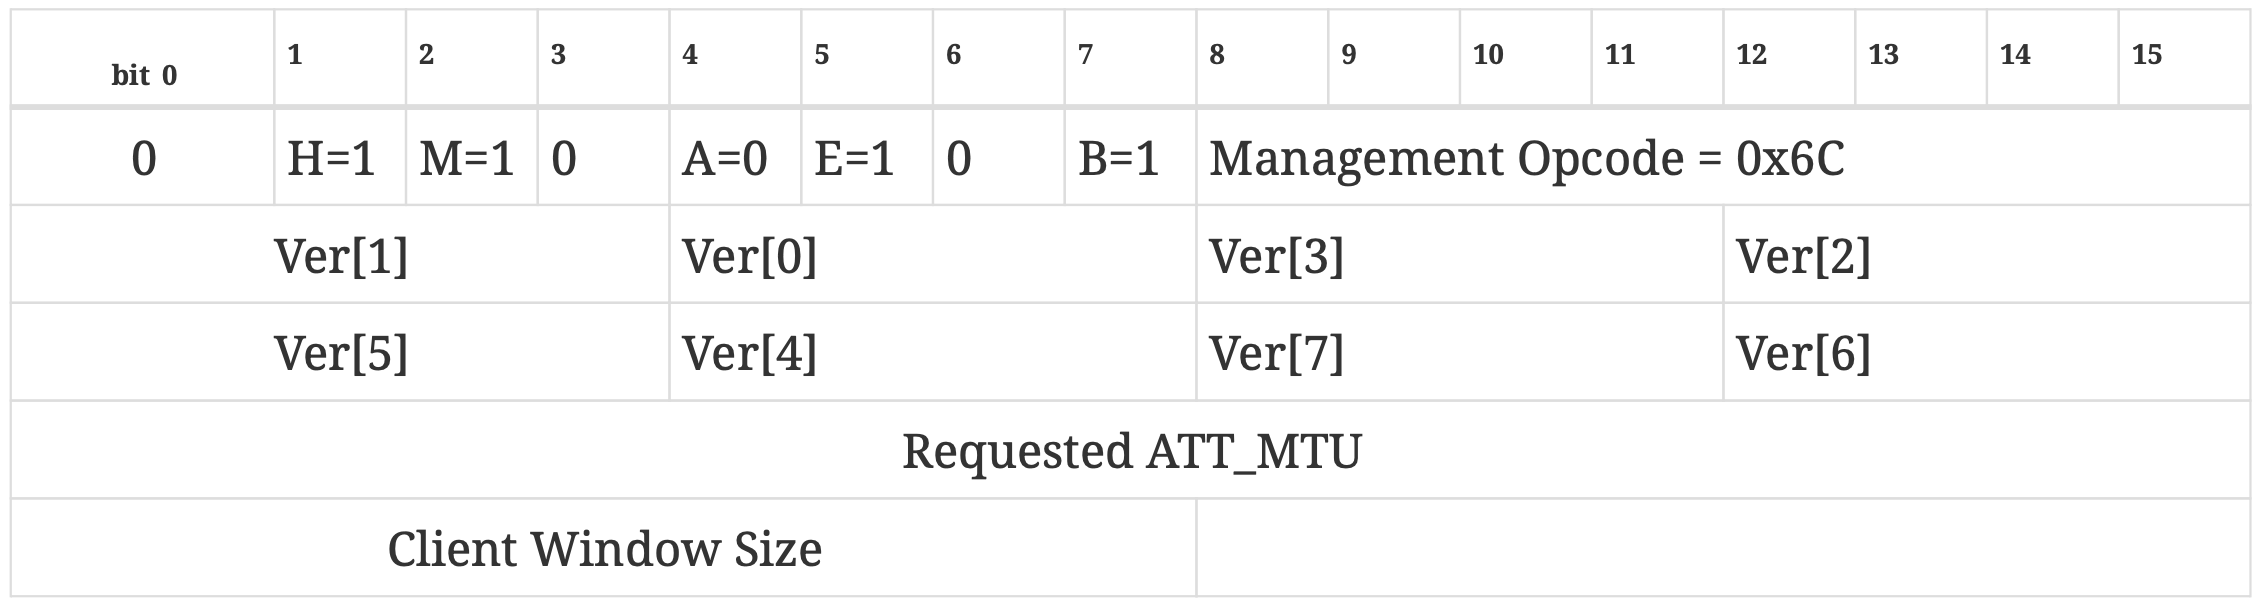 bit 0 1 2 3 4 5 6 7 8 9 10 11 12 13 14 15
0 H=1 M=1 0 A=0 E=1 0 B=1 Management Opcode = 0x6C
Ver[1] Ver[0] Ver[3] Ver[2]
Ver[5] Ver[4] Ver[7] Ver[6]
Requested ATT_MTU
Client Window Size